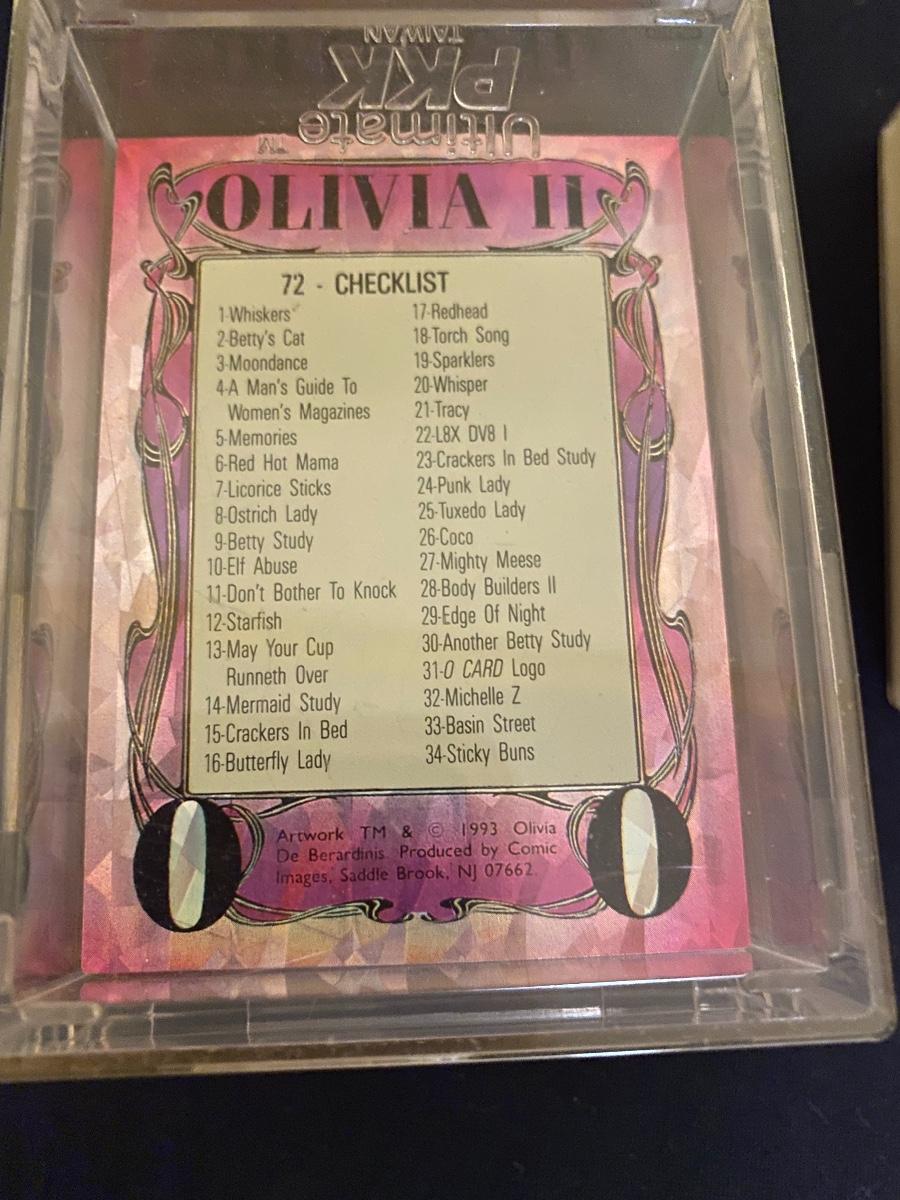 TAIWAN
PKK
Ultimate TM
OLIVIA II
72 - CHECKLIST
1-Whiskers
2-Betty's Cat
3-Moondance
4-A Man's Guide To
Women's Magazines
5-Memories
6-Red Hot Mama
7-Licorice Sticks
8-Ostrich Lady
9-Betty Study
10-Elf Abuse
11-Don't Bother To Knock
12-Starfish
13-May Your Cup
Runneth Over
14-Mermaid Study
15-Crackers In Bed
16-Butterfly Lady
17-Redhead
18-Torch Song
19-Sparklers
20-Whisper
21-Tracy
22-L8X DV8 I
23-Crackers In Bed Study
24-Punk Lady
25-Tuxedo Lady
26-Coco
27-Mighty Meese
28-Body Builders II
29-Edge Of Night
30-Another Betty Study
31-O CARD Logo
32-Michelle Z
33-Basin Street
34-Sticky Buns
Artwork TM & © 1993 Olivia
De Berardinis. Produced by Comic
Images, Saddle Brook, NJ 07662.
O O